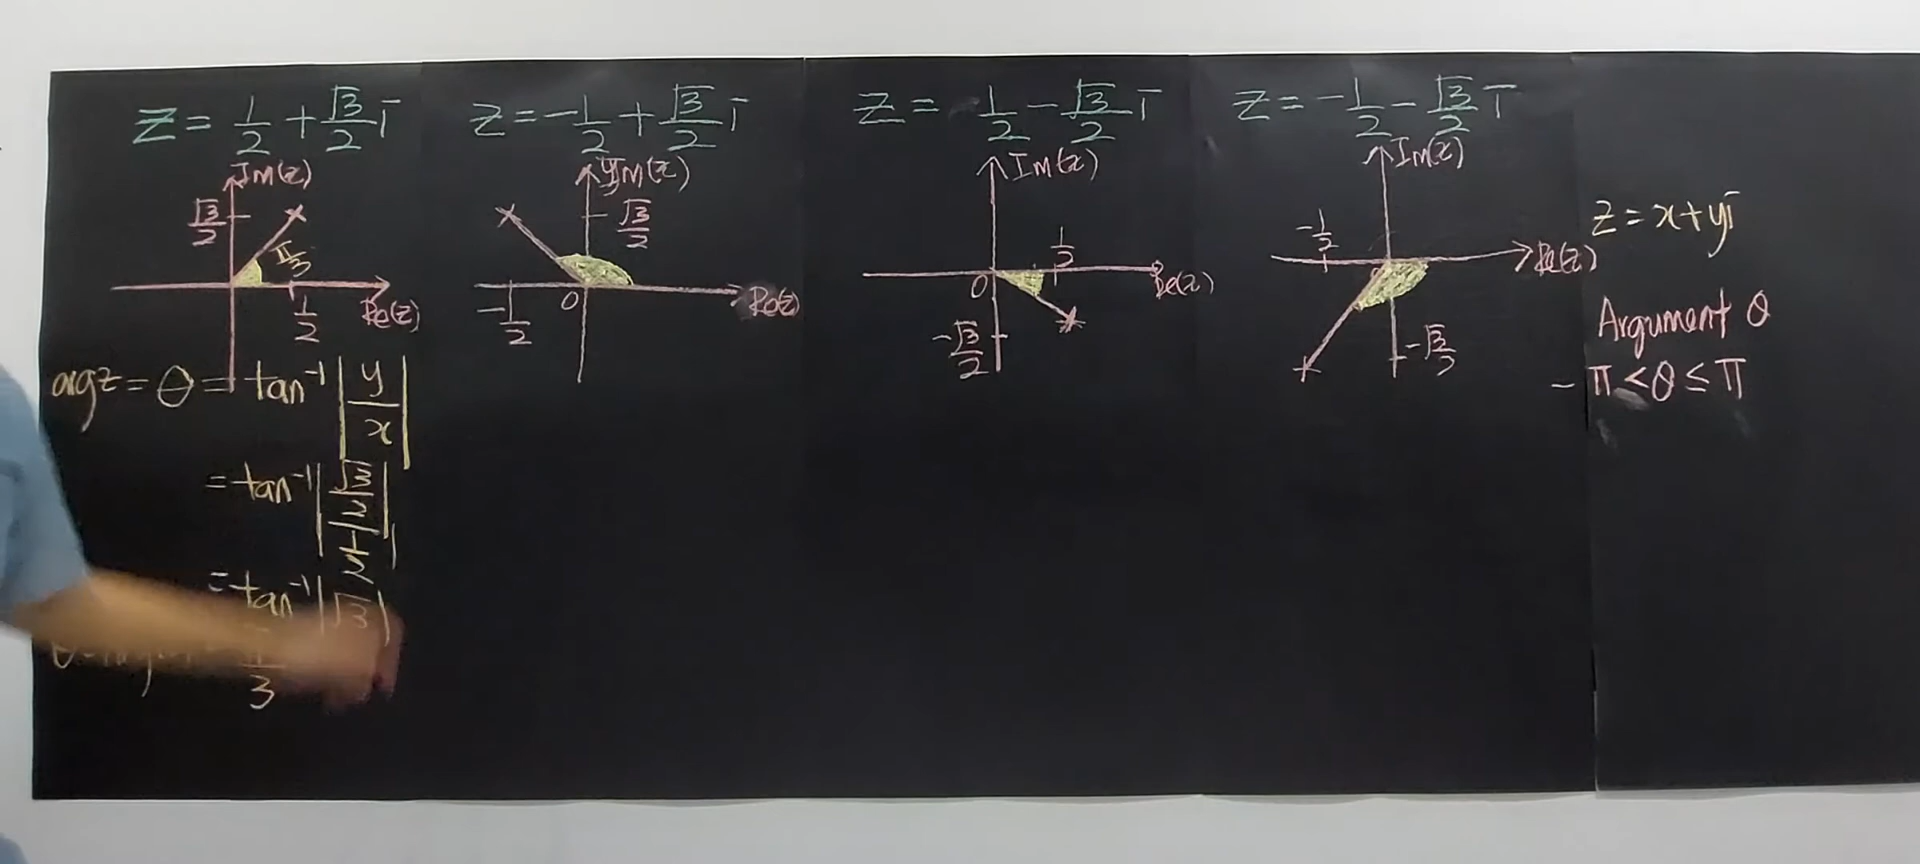 Z = 1/2 + √3/2 i
Im(z)
√3/2
π/3
1/2
Re(z)
arg z = θ = tan⁻¹ |y/x|
= tan⁻¹ |(√3/2)/(1/2)|
= tan⁻¹ |√3|
3
Z = -1/2 + √3/2 i
Im(z)
√3/2
-1/2
0
Re(z)
Z = 1/2 - √3/2 i
Im(z)
1/2
0
Re(z)
-√3/2
Z = -1/2 - √3/2 i
Im(z)
-1/2
Re(z)
z = x + yi
Argument θ
-π < θ ≤ π